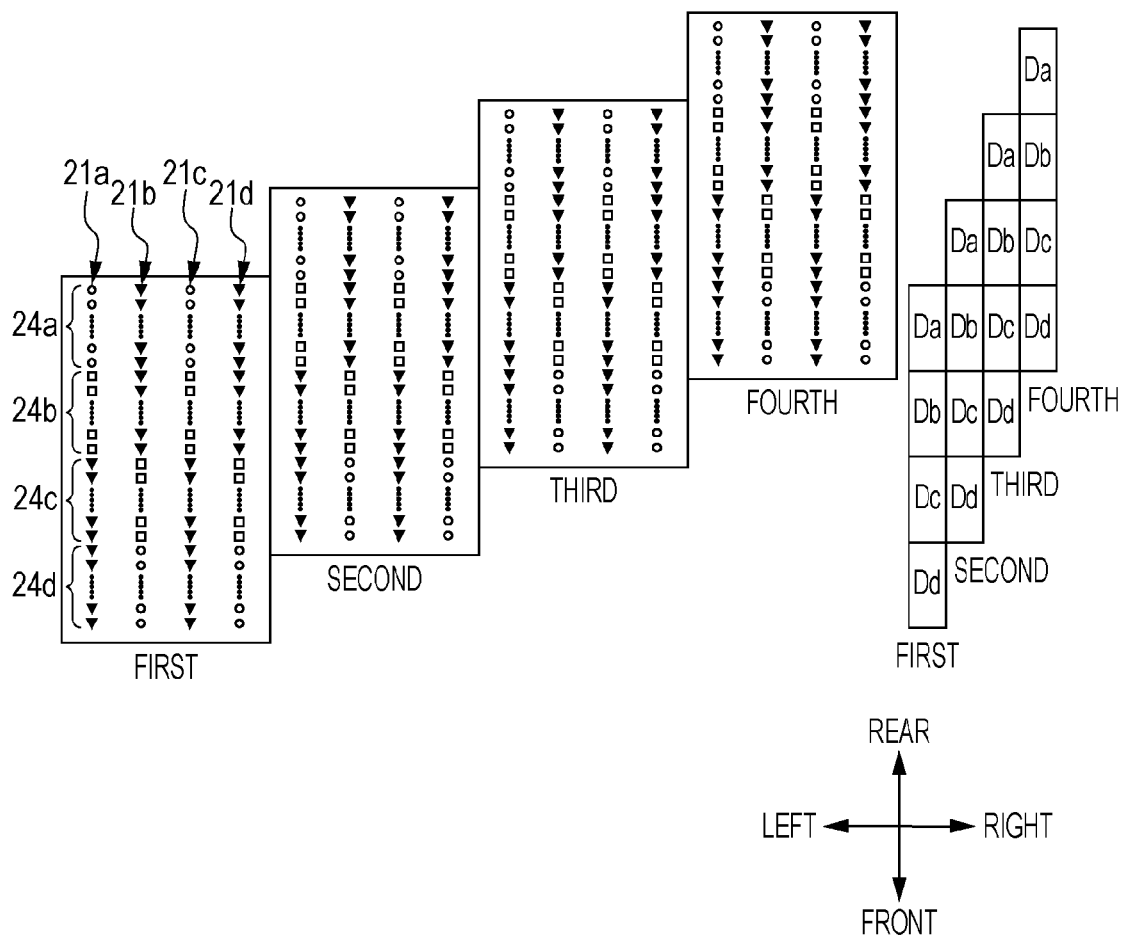 21a 21b 21c 21d
24a
24b
24c
24d
FIRST
SECOND
THIRD
FOURTH
Da
Da Db
Da Db Dc
Da Db Dc Dd
Db Dc Dd
Dc Dd
Dd
FOURTH
THIRD
SECOND
FIRST
REAR
LEFT RIGHT
FRONT